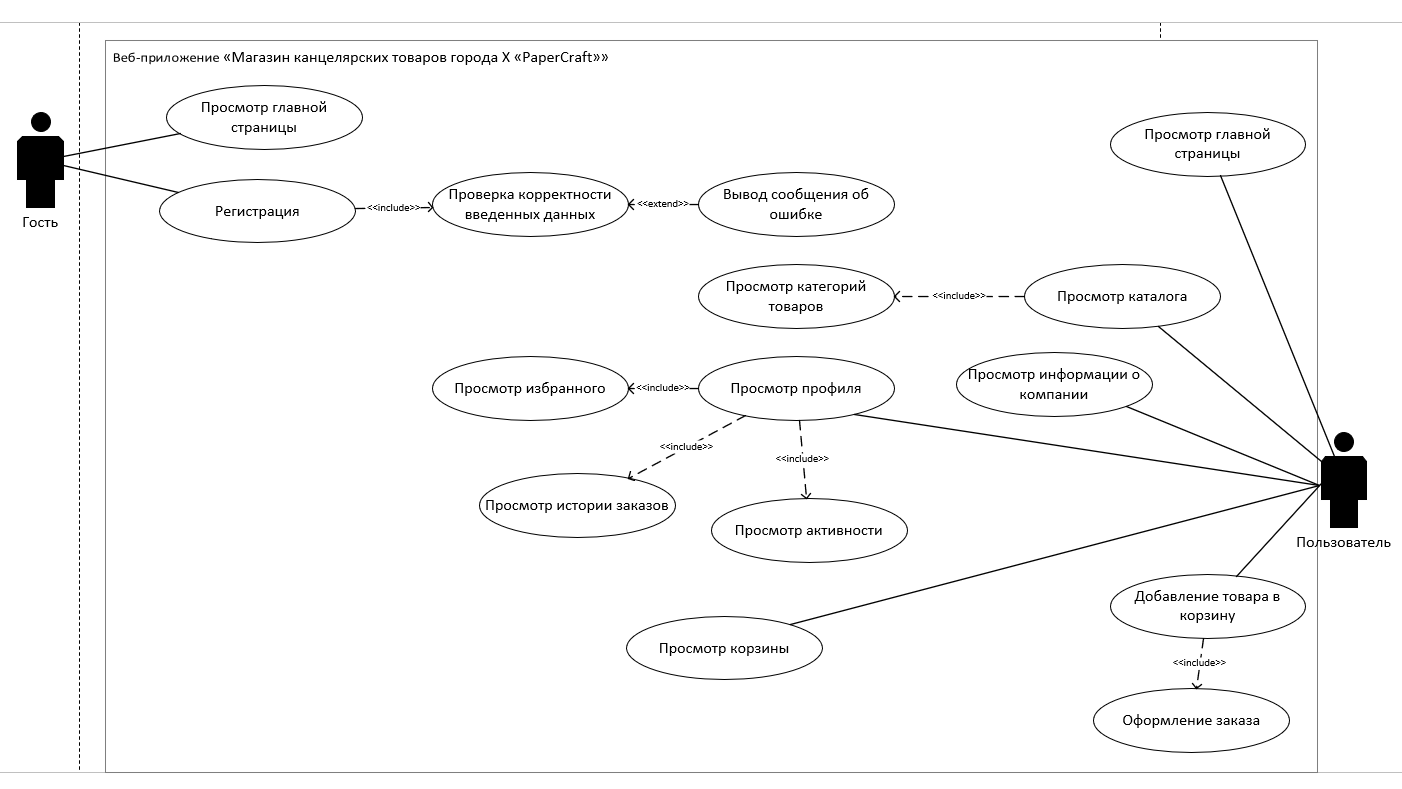 Веб-приложение «Магазин канцелярских товаров города Х «PaperCraft»»
Просмотр главной
страницы
Просмотр главной
страницы
Гость
Регистрация
<<include>>
Проверка корректности
введенных данных
<<extend>>
Вывод сообщения об
ошибке
Просмотр категорий
товаров
<<include>>
Просмотр каталога
Просмотр избранного
<<include>>
Просмотр профиля
Просмотр информации о
компании
<<include>>
<<include>>
Просмотр истории заказов
Просмотр активности
Пользователь
Добавление товара в
корзину
Просмотр корзины
<<include>>
Оформление заказа